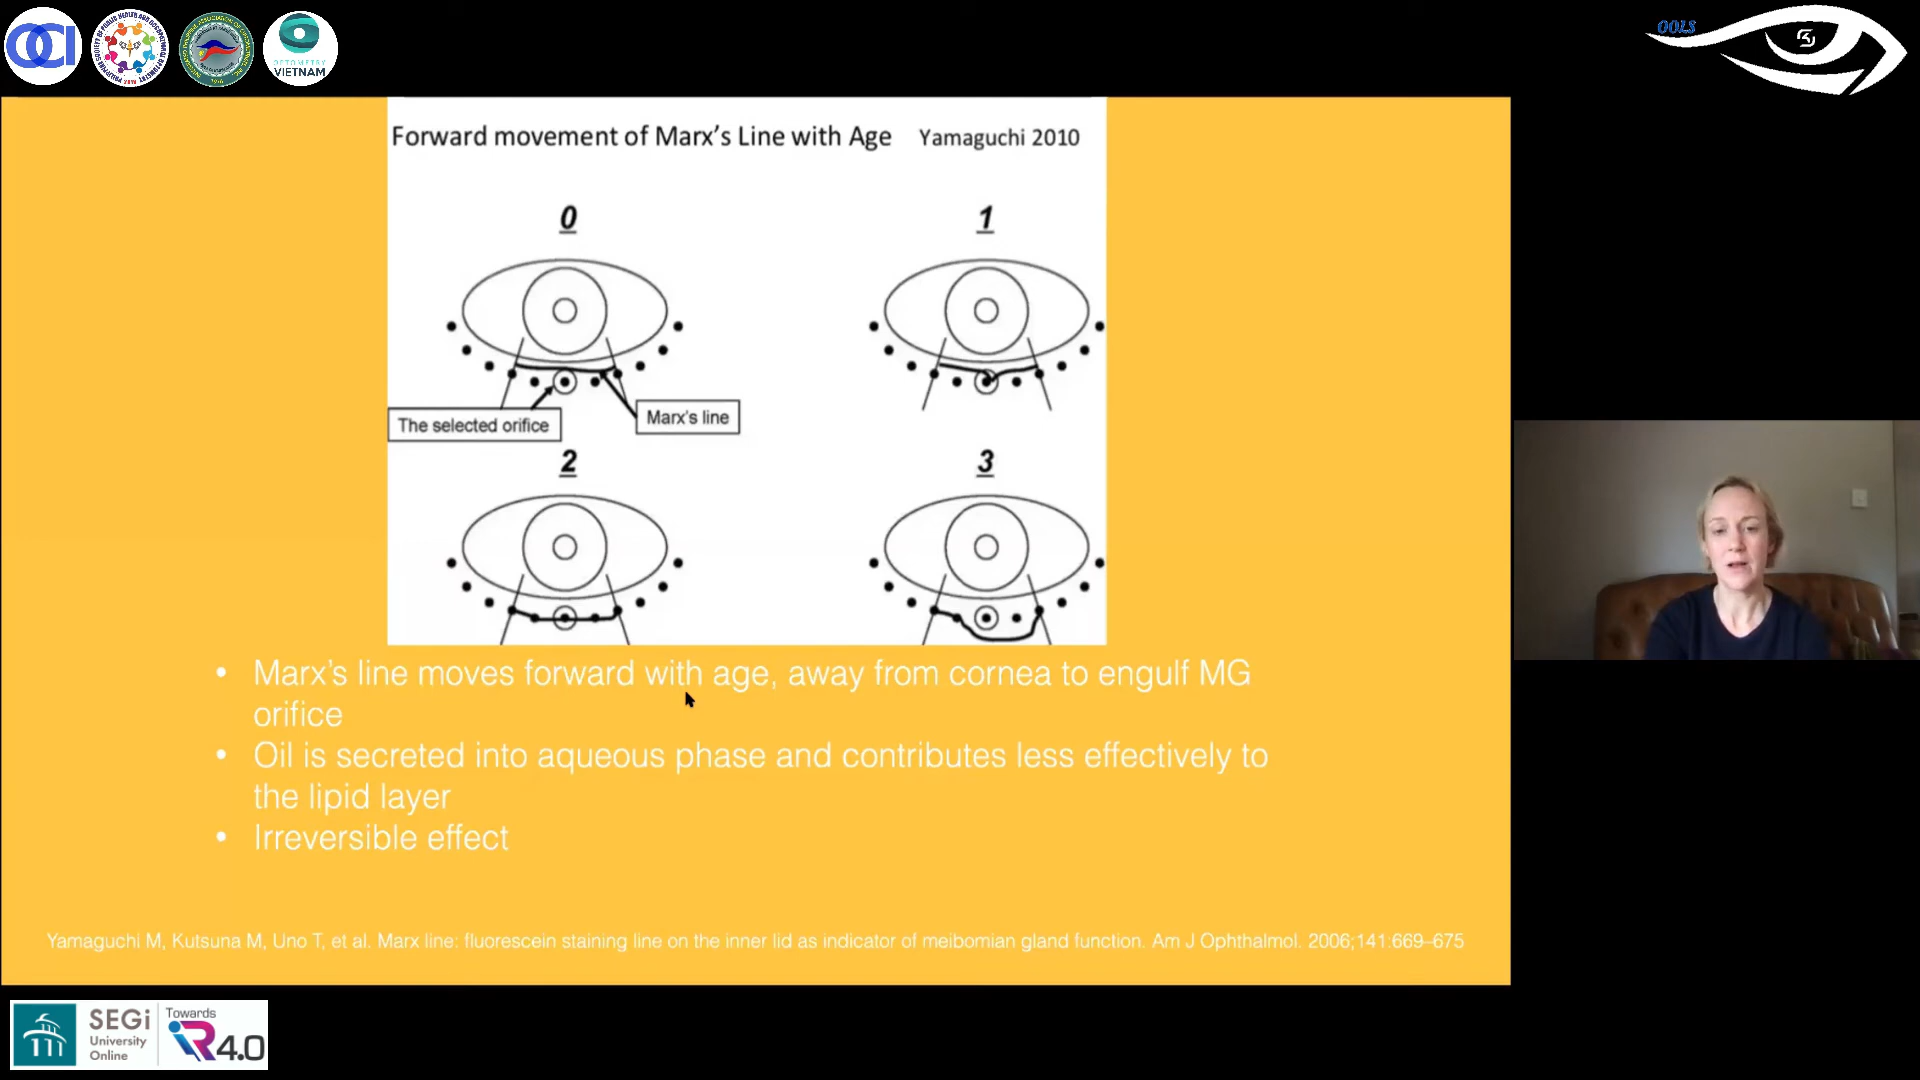 OCI
OPTOMETRY
VIETNAM
OOLS
Forward movement of Marx's Line with Age Yamaguchi 2010
0
1
The selected orifice
Marx's line
2
3
• Marx's line moves forward with age, away from cornea to engulf MG
orifice
• Oil is secreted into aqueous phase and contributes less effectively to
the lipid layer
• Irreversible effect
Yamaguchi M, Kutsuna M, Uno T, et al. Marx line: fluorescein staining line on the inner lid as indicator of meibomian gland function. Am J Ophthalmol. 2006;141:669–675
SEGi
University
Online
Towards
iR4.0